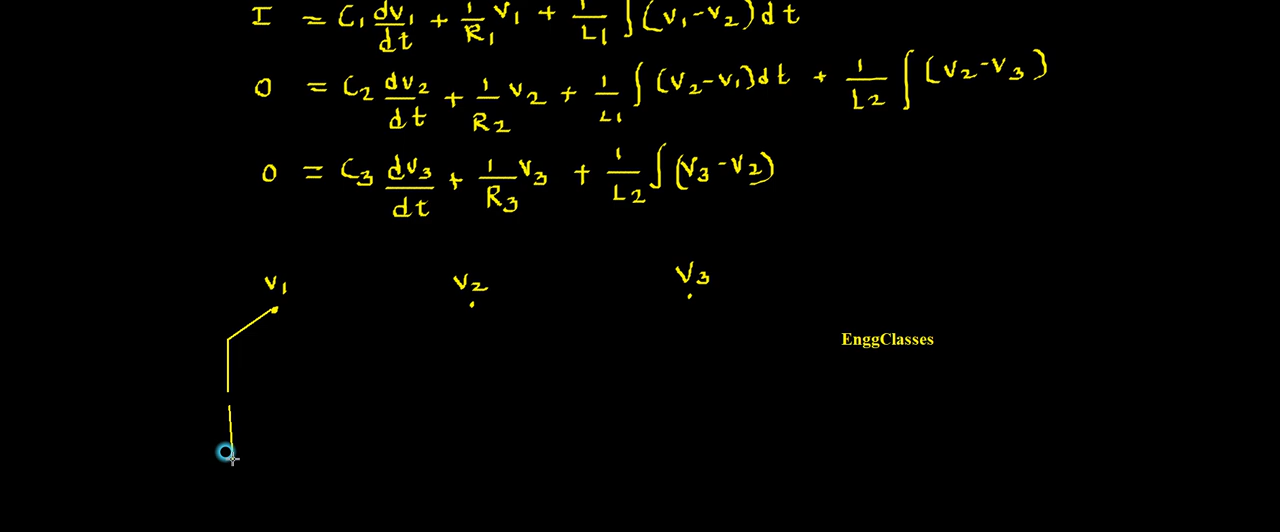 I = C₁ dv₁/dt + 1/R₁ v₁ + 1/L₁ ∫(v₁-v₂)dt
0 = C₂ dv₂/dt + 1/R₂ v₂ + 1/L₁ ∫(v₂-v₁)dt + 1/L₂ ∫(v₂-v₃)
0 = C₃ dv₃/dt + 1/R₃ v₃ + 1/L₂ ∫(v₃-v₂)
v₁ v₂ v₃
EnggClasses